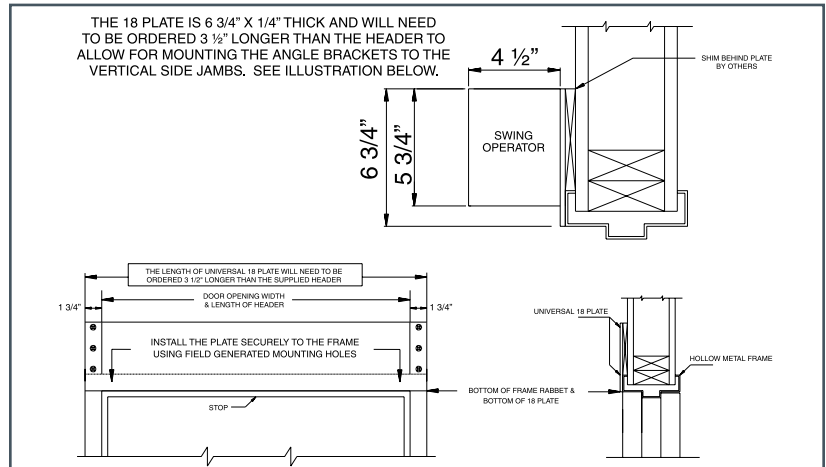 THE 18 PLATE IS 6 3/4" X 1/4" THICK AND WILL NEED
TO BE ORDERED 3 ½" LONGER THAN THE HEADER TO
ALLOW FOR MOUNTING THE ANGLE BRACKETS TO THE
VERTICAL SIDE JAMBS. SEE ILLUSTRATION BELOW.
4 ½"
SHIM BEHIND PLATE
BY OTHERS
6 3/4"
5 3/4"
SWING
OPERATOR
THE LENGTH OF UNIVERSAL 18 PLATE WILL NEED TO BE
ORDERED 3 1/2" LONGER THAN THE SUPPLIED HEADER
1 3/4"
DOOR OPENING WIDTH
& LENGTH OF HEADER
1 3/4"
INSTALL THE PLATE SECURELY TO THE FRAME
USING FIELD GENERATED MOUNTING HOLES
STOP
UNIVERSAL 18 PLATE
HOLLOW METAL FRAME
BOTTOM OF FRAME RABBET &
BOTTOM OF 18 PLATE